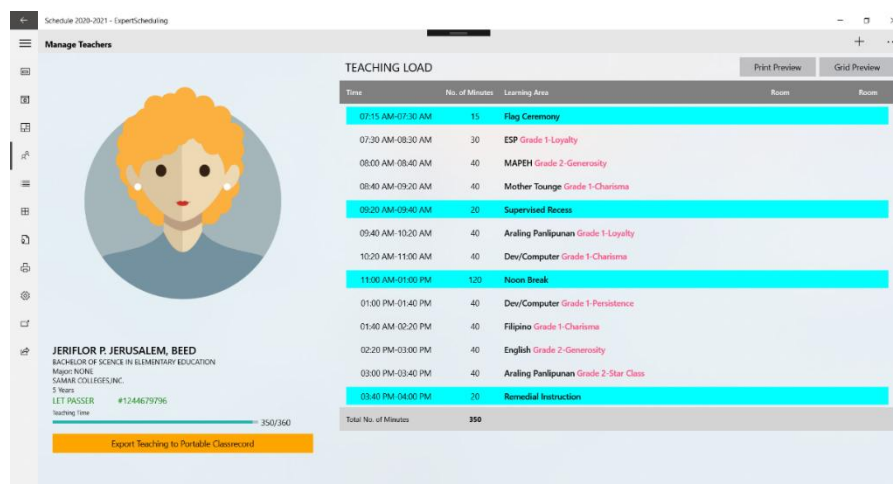 Schedule 2020-2021 - ExpertScheduling
Manage Teachers
TEACHING LOAD
Print Preview
Grid Preview
Time No. of Minutes Learning Area Room Room
07:15 AM-07:30 AM 15 Flag Ceremony
07:30 AM-08:30 AM 30 ESP Grade 1-Loyalty
08:00 AM-08:40 AM 40 MAPEH Grade 2-Generosity
08:40 AM-09:20 AM 40 Mother Tounge Grade 1-Charisma
09:20 AM-09:40 AM 20 Supervised Recess
09:40 AM-10:20 AM 40 Araling Panlipunan Grade 1-Loyalty
10:20 AM-11:00 AM 40 Dev/Computer Grade 1-Charisma
11:00 AM-01:00 PM 120 Noon Break
01:00 PM-01:40 PM 40 Dev/Computer Grade 1-Persistence
01:40 AM-02:20 PM 40 Filipino Grade 1-Charisma
02:20 PM-03:00 PM 40 English Grade 2-Generosity
03:00 PM-03:40 PM 40 Araling Panlipunan Grade 2-Star Class
03:40 PM-04:00 PM 20 Remedial Instruction
Total No. of Minutes 350
JERIFLOR P. JERUSALEM, BEED
BACHELOR OF SCENCE IN ELEMENTARY EDUCATION
Major: NONE
SAMAR COLLEGES,INC.
5 Years
LET PASSER #1244679796
Teaching Time
350/360
Export Teaching to Portable Classrecord